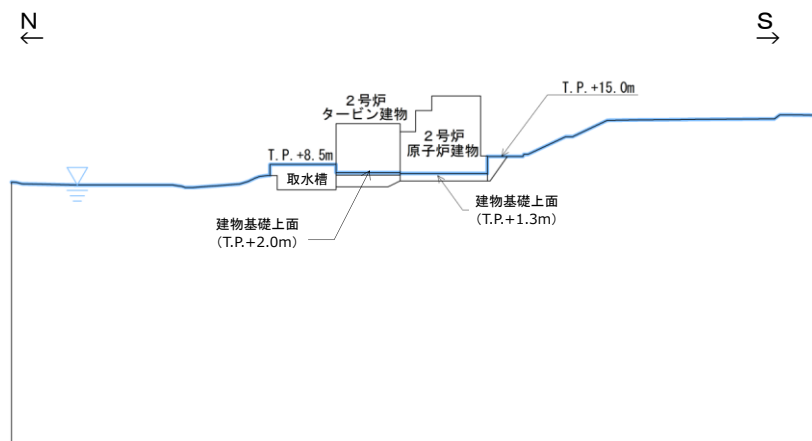 N
S
T.P.+15.0m
２号炉
タービン建物
２号炉
原子炉建物
T.P.+8.5m
取水槽
建物基礎上面
（T.P.+2.0m）
建物基礎上面
（T.P.+1.3m）